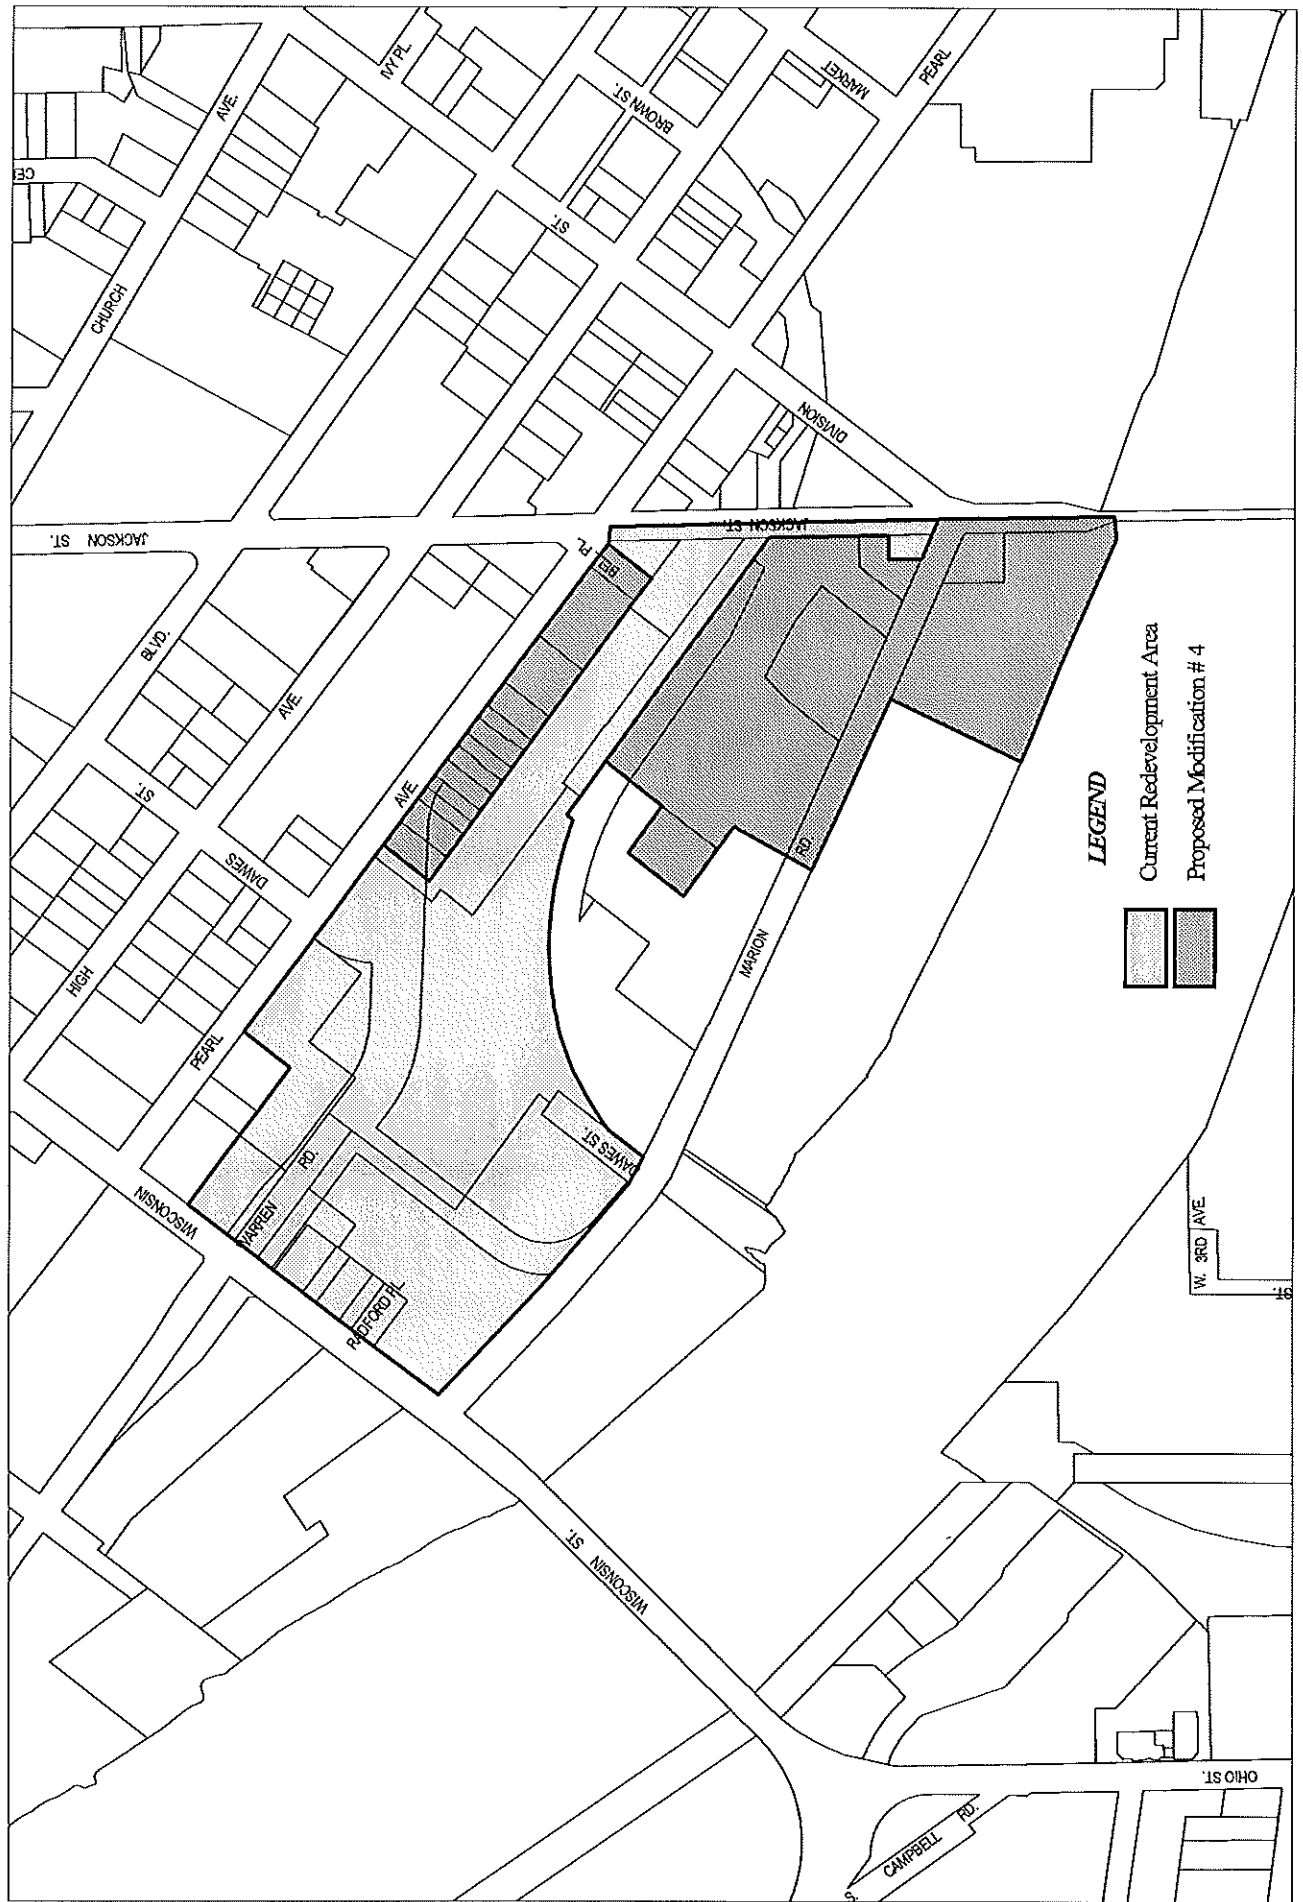 IVY PL.
BROWN ST.
MARKET
PEARL
AVE.
CHURCH
ST.
DIVISION
JACKSON ST.
JACKSON ST.
BLVD.
AVE.
ST.
DAWES
HIGH
PEARL
AVE.
PL.
WISCONSIN
WARREN RD.
RADFORD PL.
DAWES ST.
MARION
RD
ST. WISCONSIN
W. 3RD AVE.
ST.
OHIO ST.
S. CAMPBELL RD.
LEGEND
Current Redevelopment Area
Proposed Modification # 4